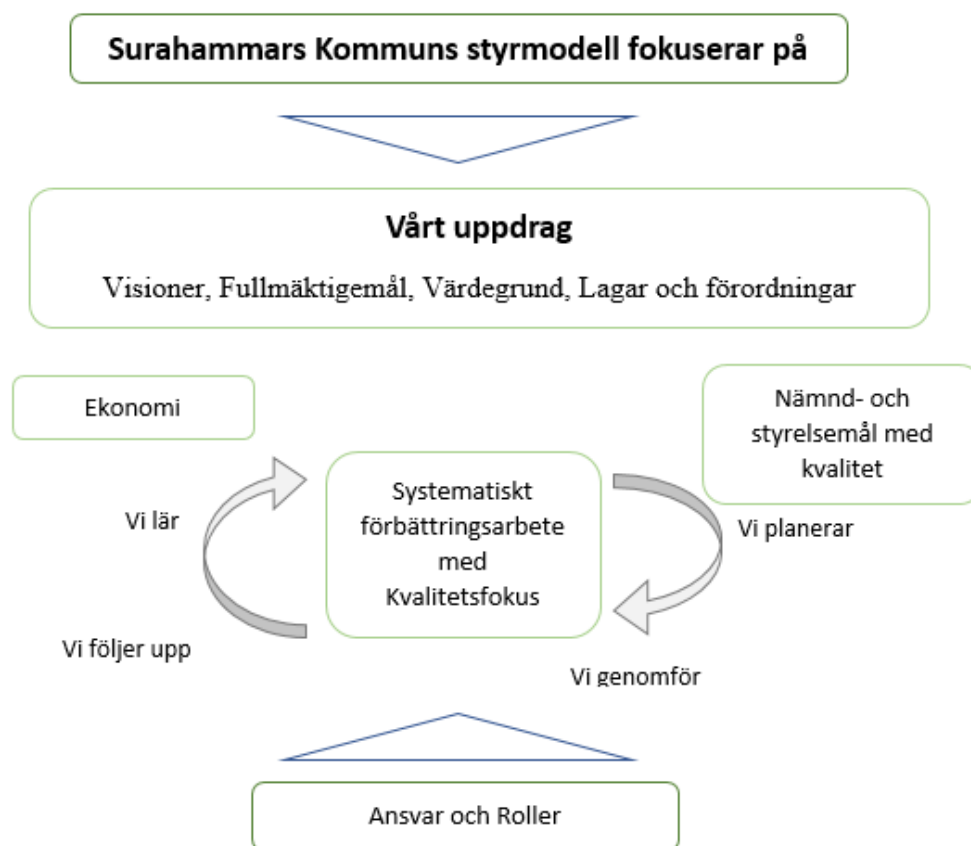 Surahammars Kommuns styrmodell fokuserar på
Vårt uppdrag
Visioner, Fullmäktigemål, Värdegrund, Lagar och förordningar
Ekonomi
Nämnd- och
styrelsemål med
kvalitet
Systematiskt
förbättringsarbete
med
Kvalitetsfokus
Vi lär
Vi planerar
Vi följer upp
Vi genomför
Ansvar och Roller